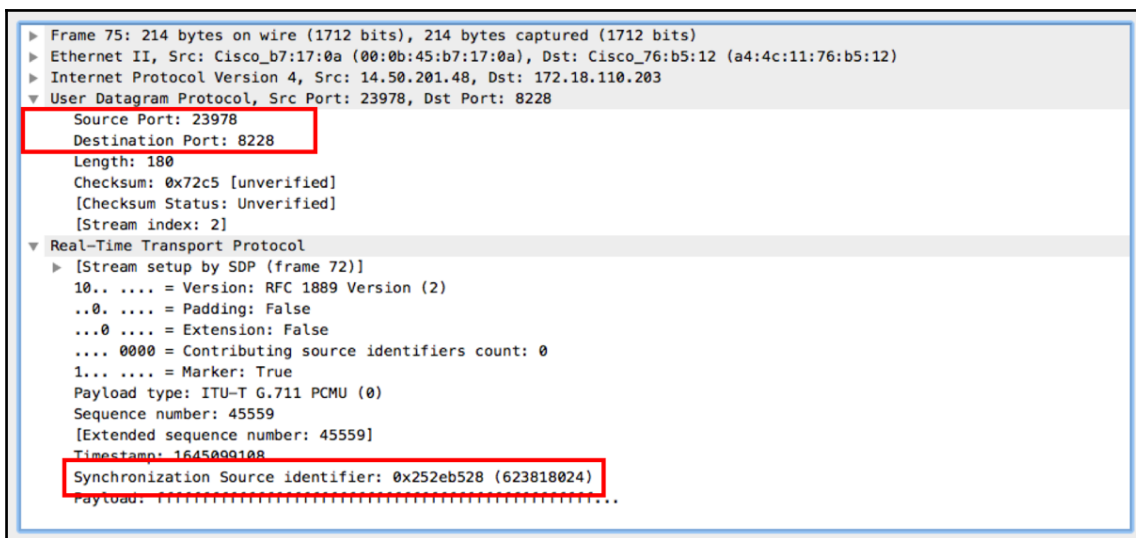 Frame 75: 214 bytes on wire (1712 bits), 214 bytes captured (1712 bits)
Ethernet II, Src: Cisco_b7:17:0a (00:0b:45:b7:17:0a), Dst: Cisco_76:b5:12 (a4:4c:11:76:b5:12)
Internet Protocol Version 4, Src: 14.50.201.48, Dst: 172.18.110.203
User Datagram Protocol, Src Port: 23978, Dst Port: 8228
Source Port: 23978
Destination Port: 8228
Length: 180
Checksum: 0x72c5 [unverified]
[Checksum Status: Unverified]
[Stream index: 2]
Real-Time Transport Protocol
[Stream setup by SDP (frame 72)]
10.. .... = Version: RFC 1889 Version (2)
..0. .... = Padding: False
...0 .... = Extension: False
.... 0000 = Contributing source identifiers count: 0
1... .... = Marker: True
Payload type: ITU-T G.711 PCMU (0)
Sequence number: 45559
[Extended sequence number: 45559]
Timestamp: 1645099108
Synchronization Source identifier: 0x252eb528 (623818024)
Payload: